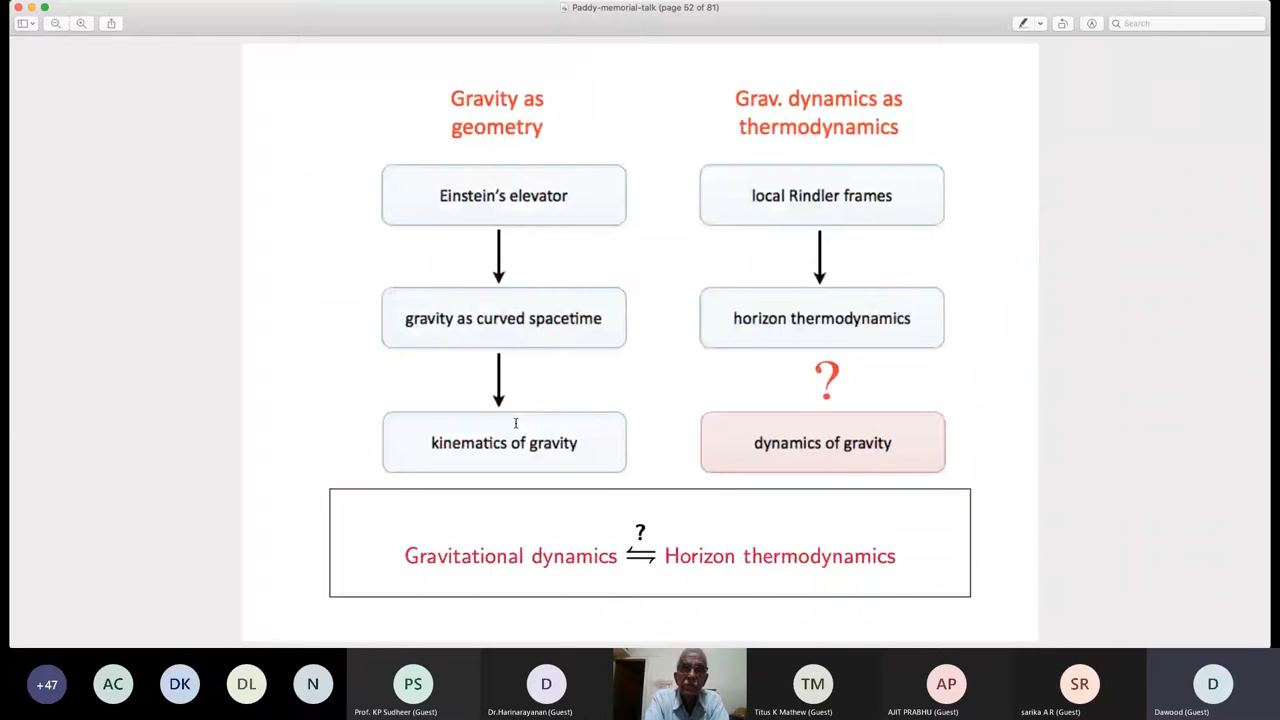 Paddy-memorial-talk (page 52 of 81)
Search
Gravity as
geometry
Grav. dynamics as
thermodynamics
Einstein's elevator
local Rindler frames
gravity as curved spacetime
horizon thermodynamics
?
kinematics of gravity
dynamics of gravity
?
Gravitational dynamics ⇌ Horizon thermodynamics
+47
AC
DK
DL
N
PS
D
TM
AP
SR
D
Prof. KP Sudheer (Guest)
Dr.Harinarayanan (Guest)
Titus K Mathew (Guest)
AJIT PRABHU (Guest)
sarika A R (Guest)
Dawood (Guest)